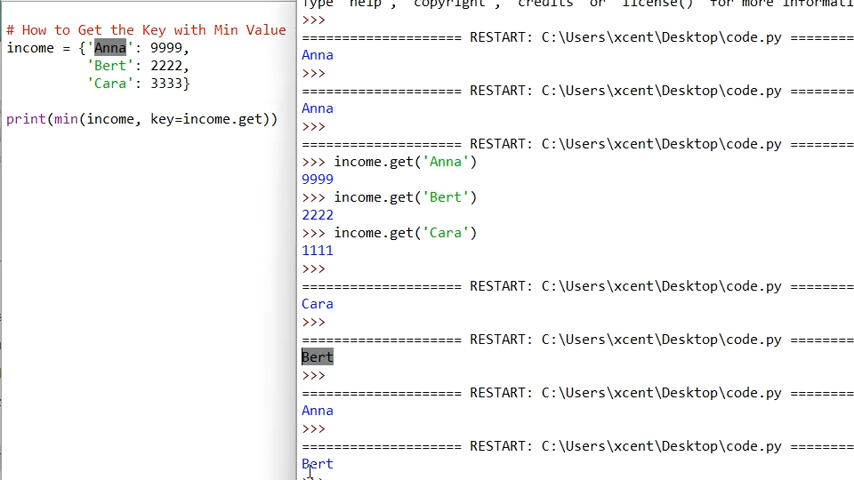 # How to Get the Key with Min Value
income = {'Anna': 9999,
'Bert': 2222,
'Cara': 3333}
print(min(income, key=income.get))
Type "help", "copyright", "credits" or "license()" for more informati
>>>
==================== RESTART: C:\Users\xcent\Desktop\code.py ========
Anna
>>>
==================== RESTART: C:\Users\xcent\Desktop\code.py ========
Anna
>>>
==================== RESTART: C:\Users\xcent\Desktop\code.py ========
>>> income.get('Anna')
9999
>>> income.get('Bert')
2222
>>> income.get('Cara')
1111
>>>
==================== RESTART: C:\Users\xcent\Desktop\code.py ========
Cara
>>>
==================== RESTART: C:\Users\xcent\Desktop\code.py ========
Bert
>>>
==================== RESTART: C:\Users\xcent\Desktop\code.py ========
Anna
>>>
==================== RESTART: C:\Users\xcent\Desktop\code.py ========
Bert
>>>